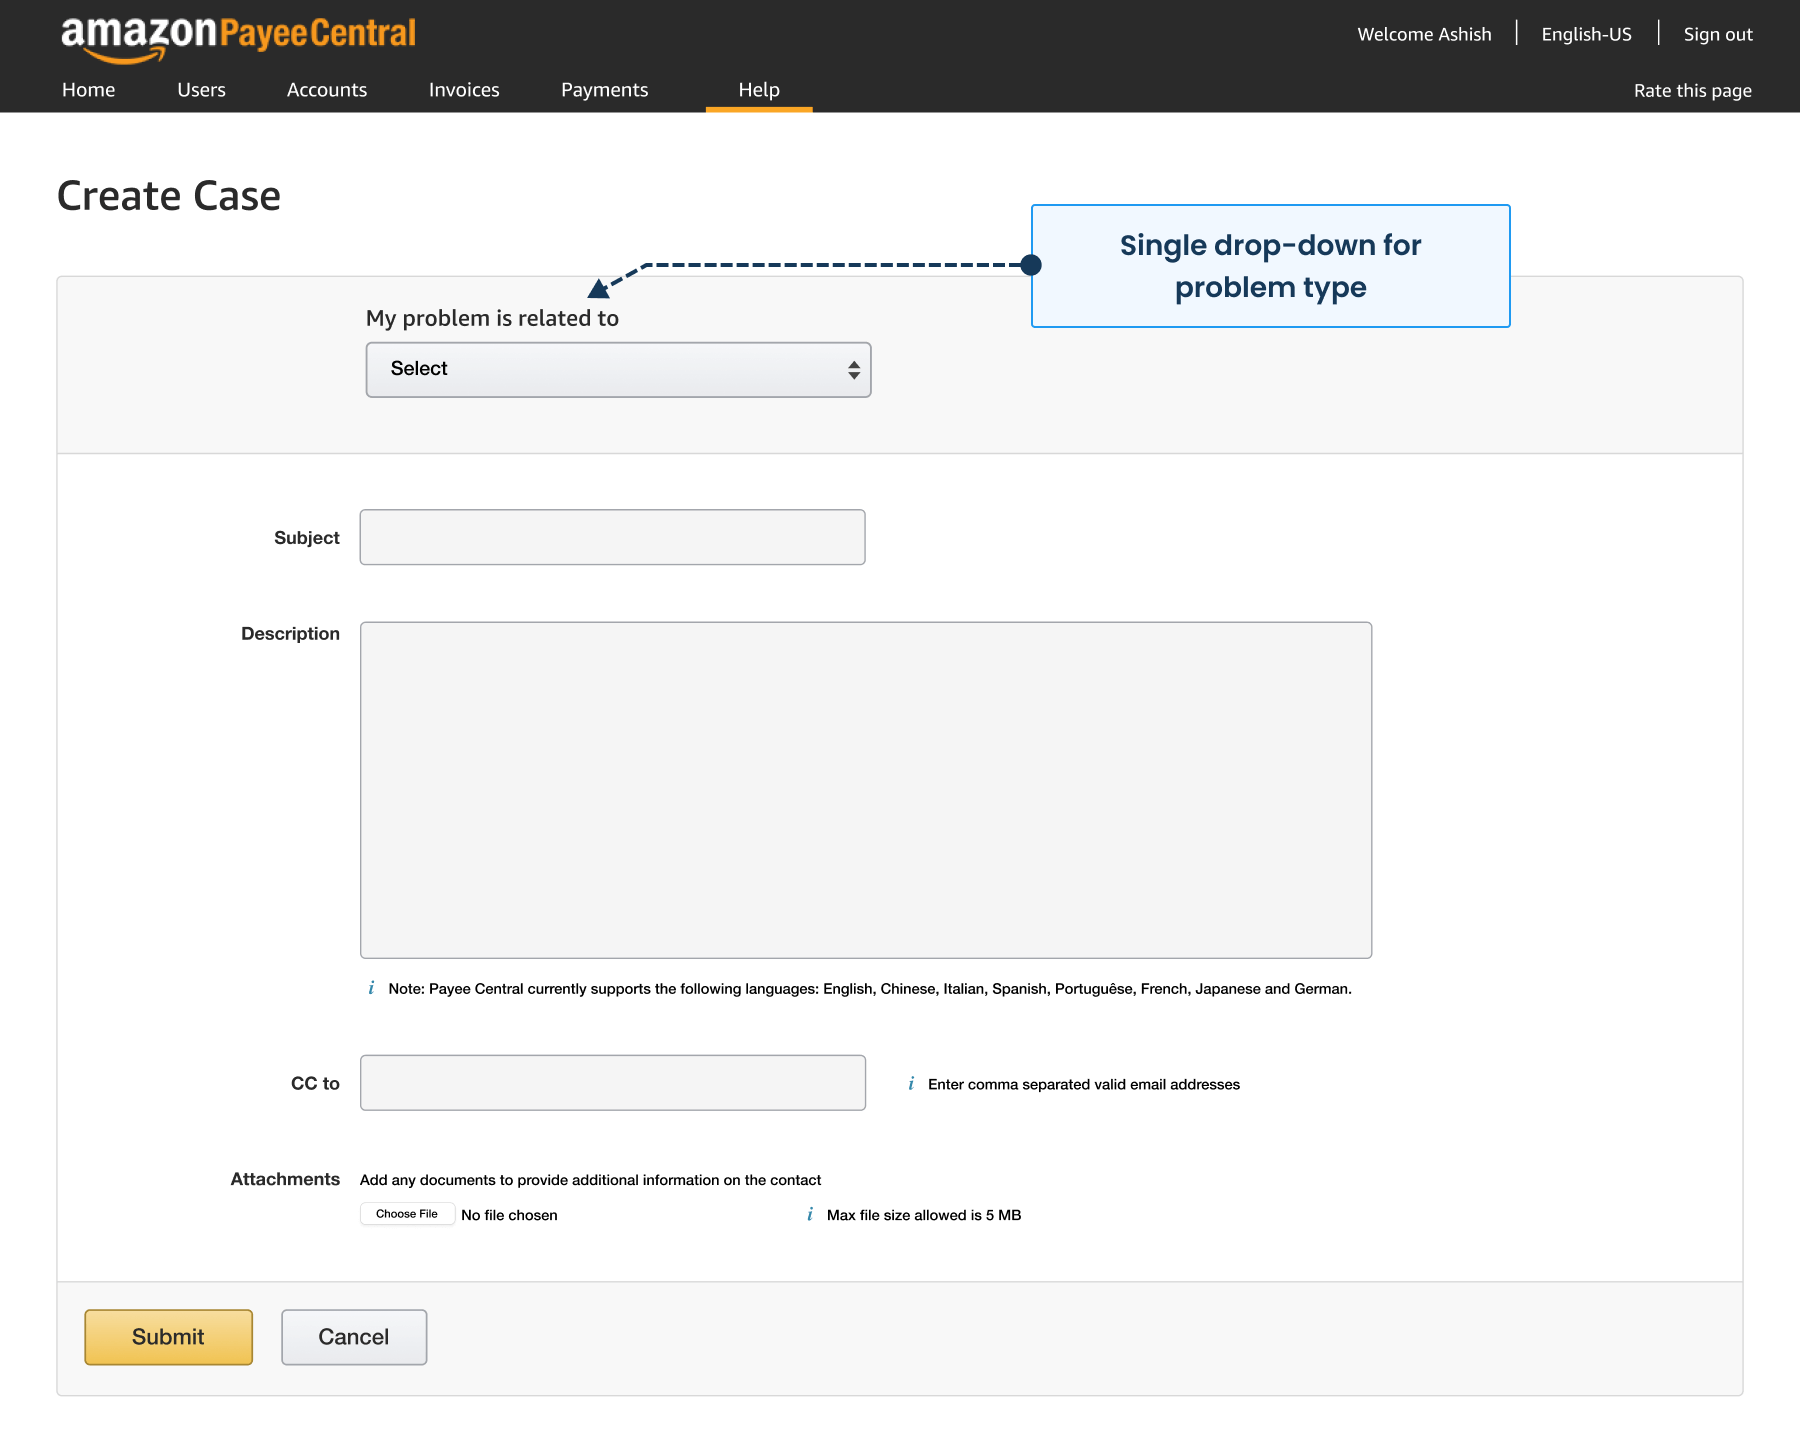 amazon PayeeCentral
Welcome Ashish
English-US
Sign out
Home
Users
Accounts
Invoices
Payments
Help
Rate this page
Create Case
Single drop-down for
problem type
My problem is related to
Select
Subject
Description
i Note: Payee Central currently supports the following languages: English, Chinese, Italian, Spanish, Portuguêse, French, Japanese and German.
CC to
i Enter comma separated valid email addresses
Attachments
Add any documents to provide additional information on the contact
Choose File
No file chosen
i Max file size allowed is 5 MB
Submit
Cancel